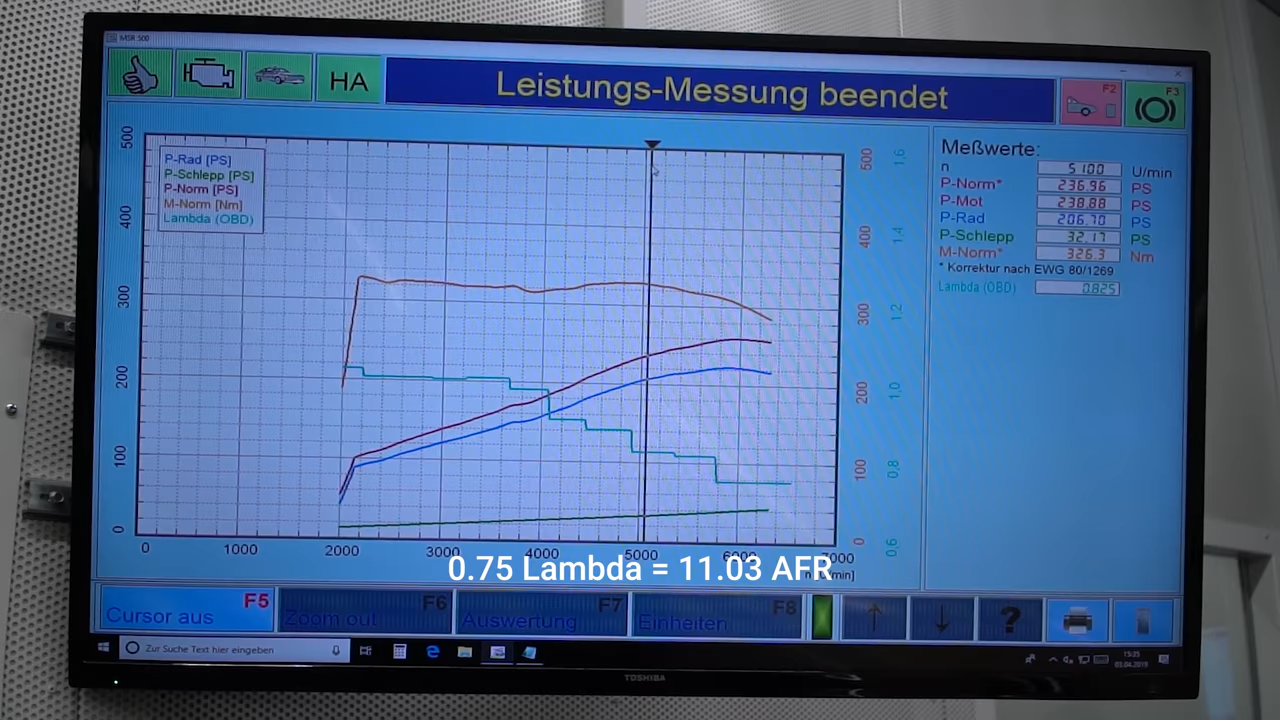 MSR 500
HA
Leistungs-Messung beendet
F2
F3
P-Rad [PS]
P-Schlepp [PS]
P-Norm [PS]
M-Norm [Nm]
Lambda (OBD)
500
400
300
200
100
0
0
1000
2000
3000
4000
5000
6000
7000
500
400
300
200
100
0
1,6
1,4
1,2
1,0
0,8
0,6
Meßwerte:
n 5100 U/min
P-Norm* 236.96 PS
P-Mot 238.88 PS
P-Rad 206.70 PS
P-Schlepp 32.17 PS
M-Norm* 326.3 Nm
* Korrektur nach EWG 80/1269
Lambda (OBD) 0.825
0.75 Lambda = 11.03 AFR
Cursor aus F5
Zoom out F6
Auswertung F7
Einheiten F8
?
Zur Suche Text hier eingeben
15:35
03.04.2019
TOSHIBA